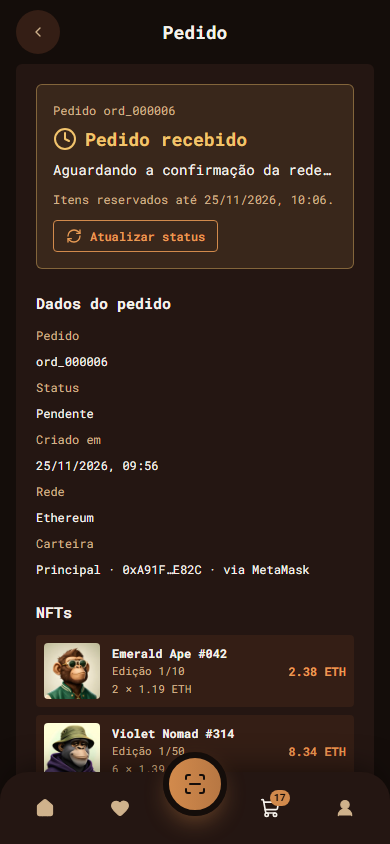 Pedido
Pedido ord_000006
Pedido recebido
Aguardando a confirmação da rede…
Itens reservados até 25/11/2026, 10:06.
Atualizar status
Dados do pedido
Pedido
ord_000006
Status
Pendente
Criado em
25/11/2026, 09:56
Rede
Ethereum
Carteira
Principal · 0xA91F…E82C · via MetaMask
NFTs
Emerald Ape #042
Edição 1/10
2 × 1.19 ETH
2.38 ETH
Violet Nomad #314
Edição 1/50
6 × 1.39
8.34 ETH
17